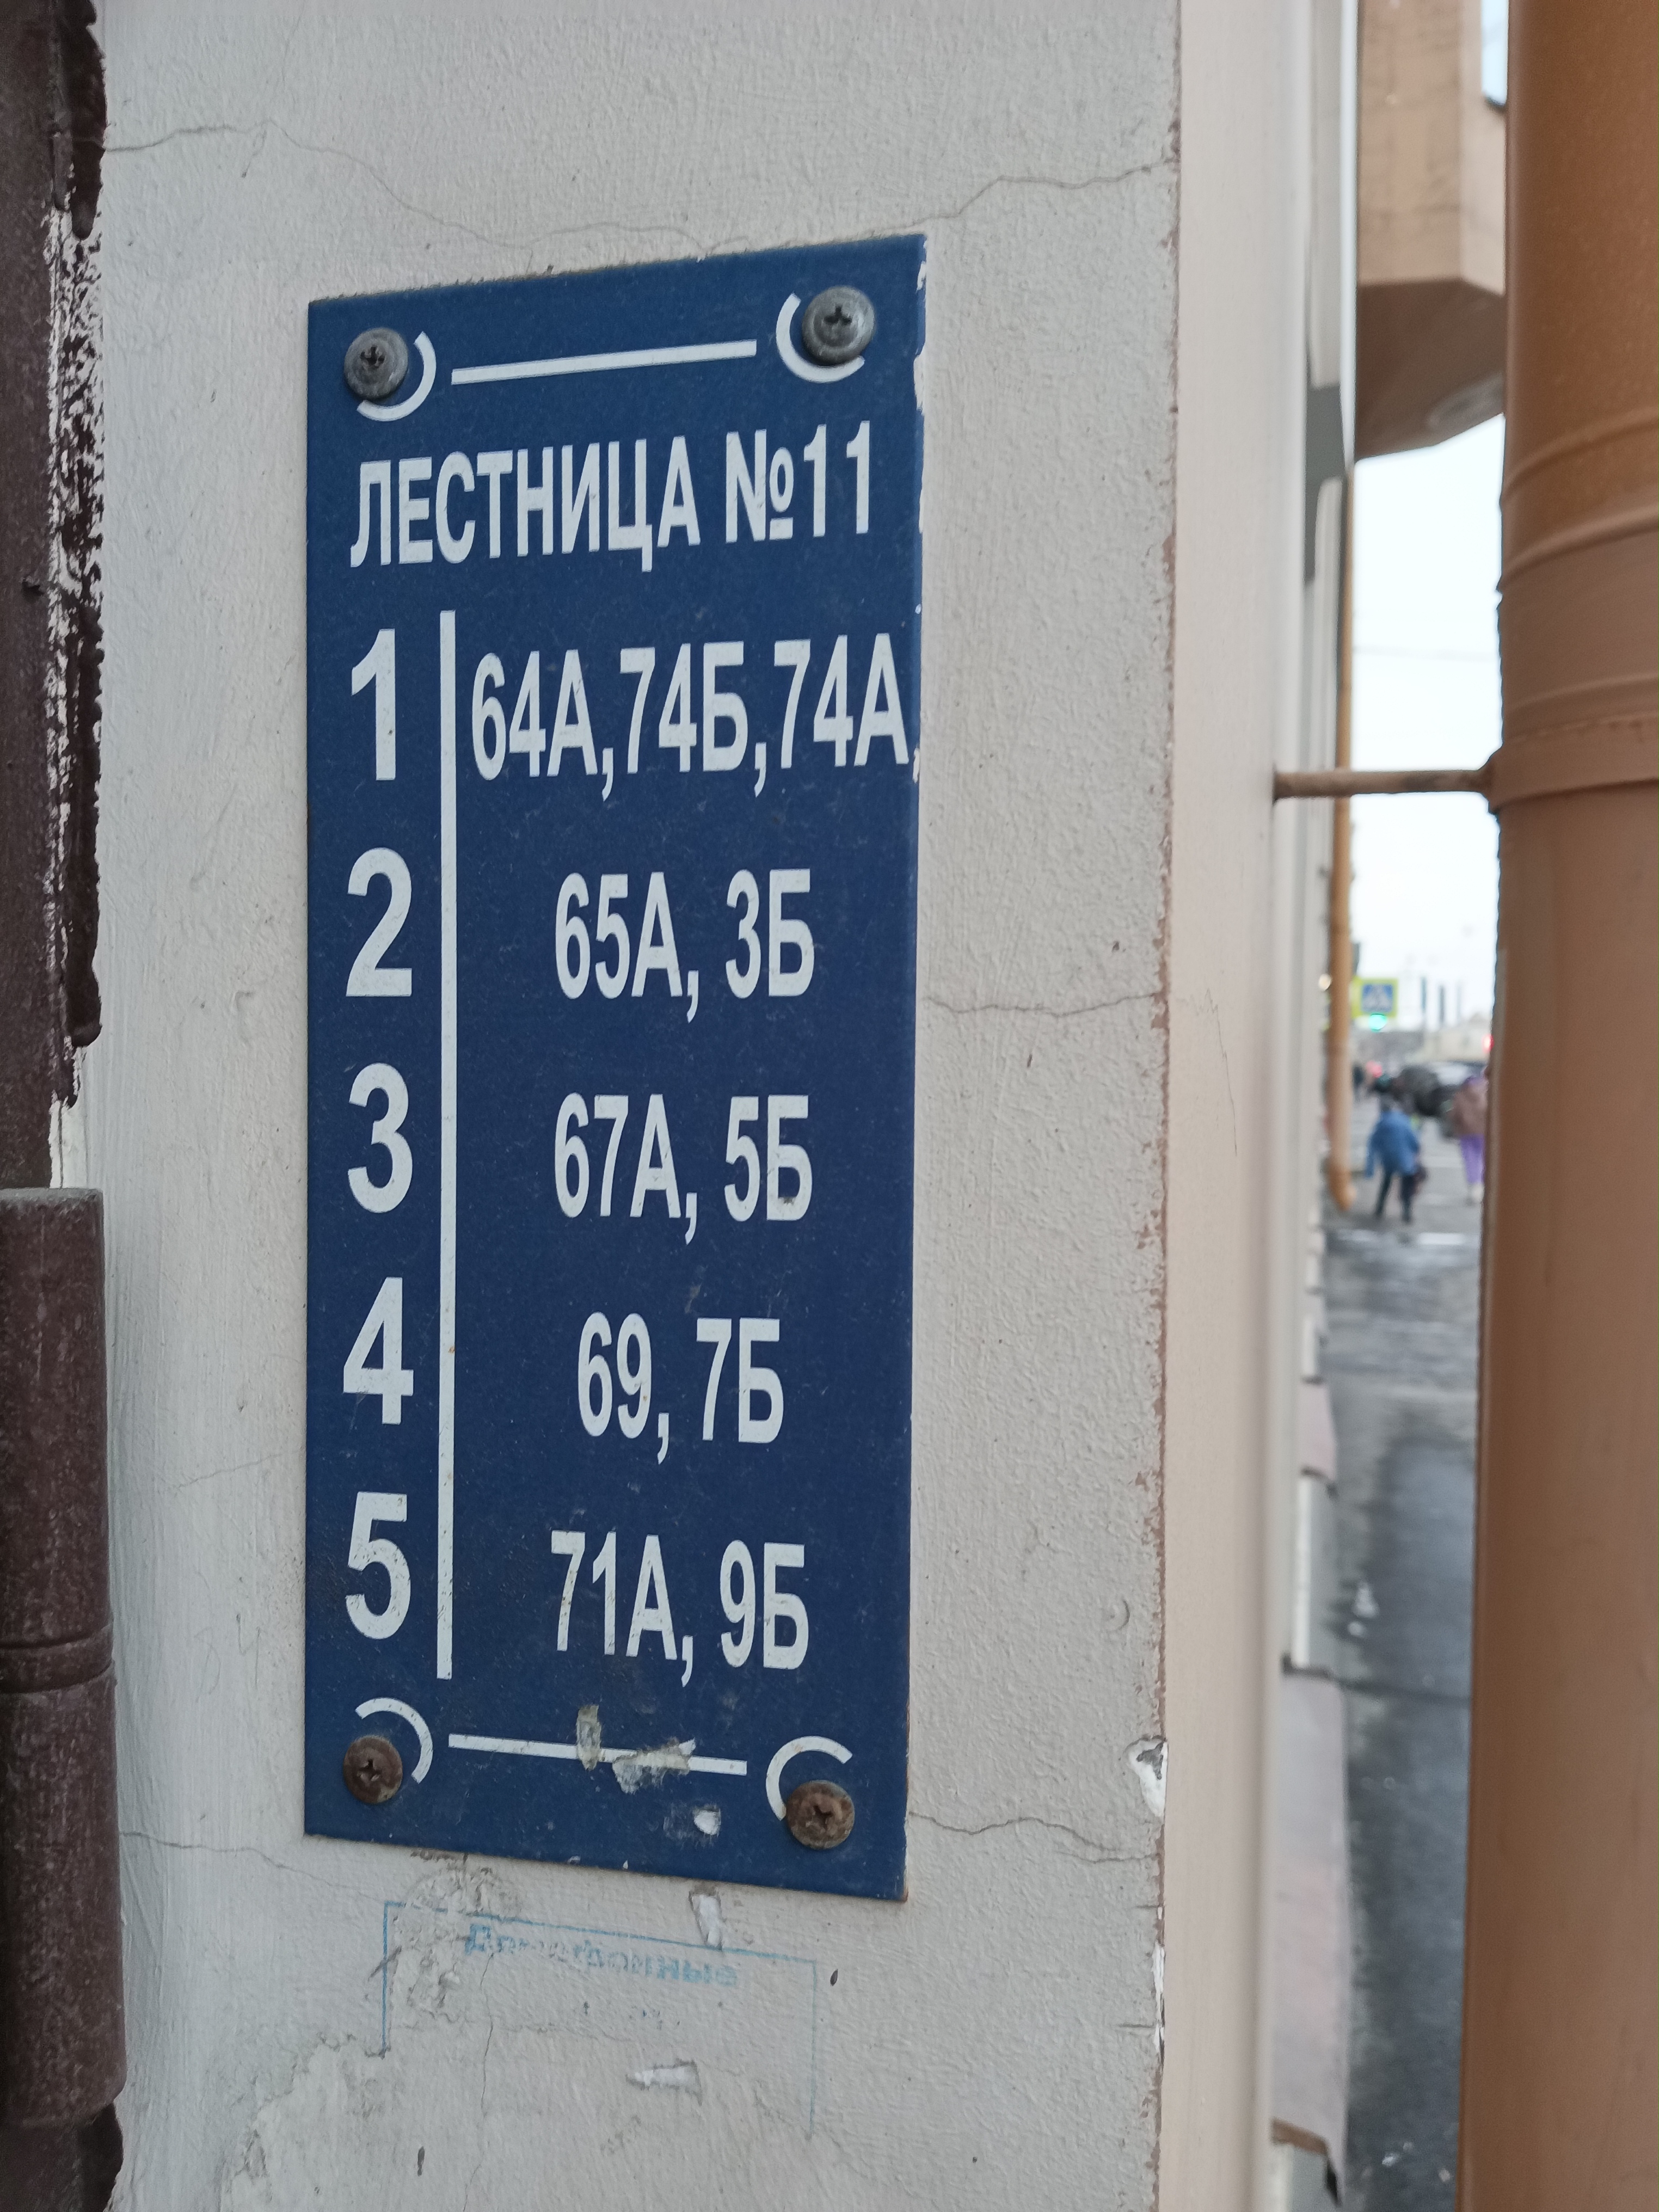 ЛЕСТНИЦА №11
1 64А,74Б,74А,
2 65А, 3Б
3 67А, 5Б
4 69, 7Б
5 71А, 9Б